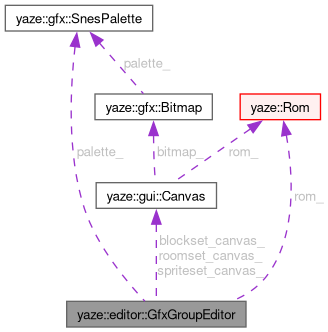 yaze::gfx::SnesPalette
palette_
yaze::gfx::Bitmap
yaze::Rom
palette_
bitmap_
rom_
yaze::gui::Canvas
rom_
blockset_canvas_
roomset_canvas_
spriteset_canvas_
yaze::editor::GfxGroupEditor